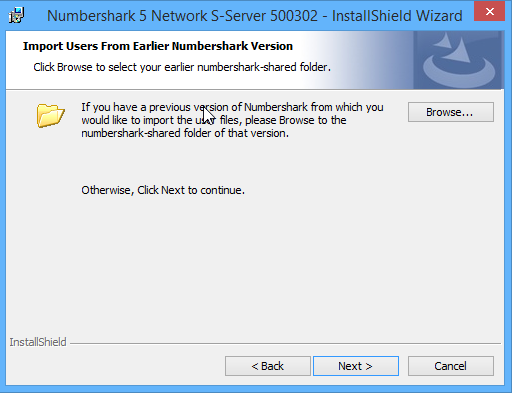 Numbershark 5 Network S-Server 500302 - InstallShield Wizard
Import Users From Earlier Numbershark Version
Click Browse to select your earlier numbershark-shared folder.
If you have a previous version of Numbershark from which you
would like to import the user files, please Browse to the
numbershark-shared folder of that version.
Browse...
Otherwise, Click Next to continue.
InstallShield
< Back
Next >
Cancel